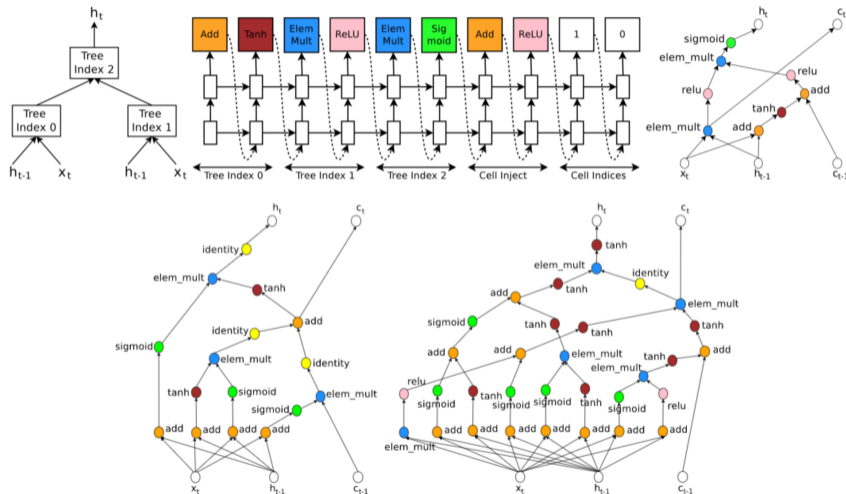 h_t
Tree
Index 2
Tree
Index 0
Tree
Index 1
h_t-1
x_t
h_t-1
x_t
Add
Tanh
Elem
Mult
ReLU
Elem
Mult
Sig
moid
Add
ReLU
1
0
Tree Index 0
Tree Index 1
Tree Index 2
Cell Inject
Cell Indices
h_t
c_t
sigmoid
elem_mult
relu
relu
add
tanh
elem_mult
add
x_t
h_t-1
c_t-1
h_t
c_t
identity
elem_mult
tanh
identity
add
sigmoid
elem_mult
identity
tanh
sigmoid
sigmoid
elem_mult
add
add
add
add
x_t
h_t-1
c_t-1
h_t
c_t
tanh
elem_mult
identity
add
tanh
elem_mult
sigmoid
tanh
tanh
tanh
add
add
elem_mult
add
elem_mult
tanh
relu
sigmoid
tanh
sigmoid
sigmoid
tanh
sigmoid
relu
elem_mult
add
add
add
add
add
add
add
x_t
h_t-1
c_t-1